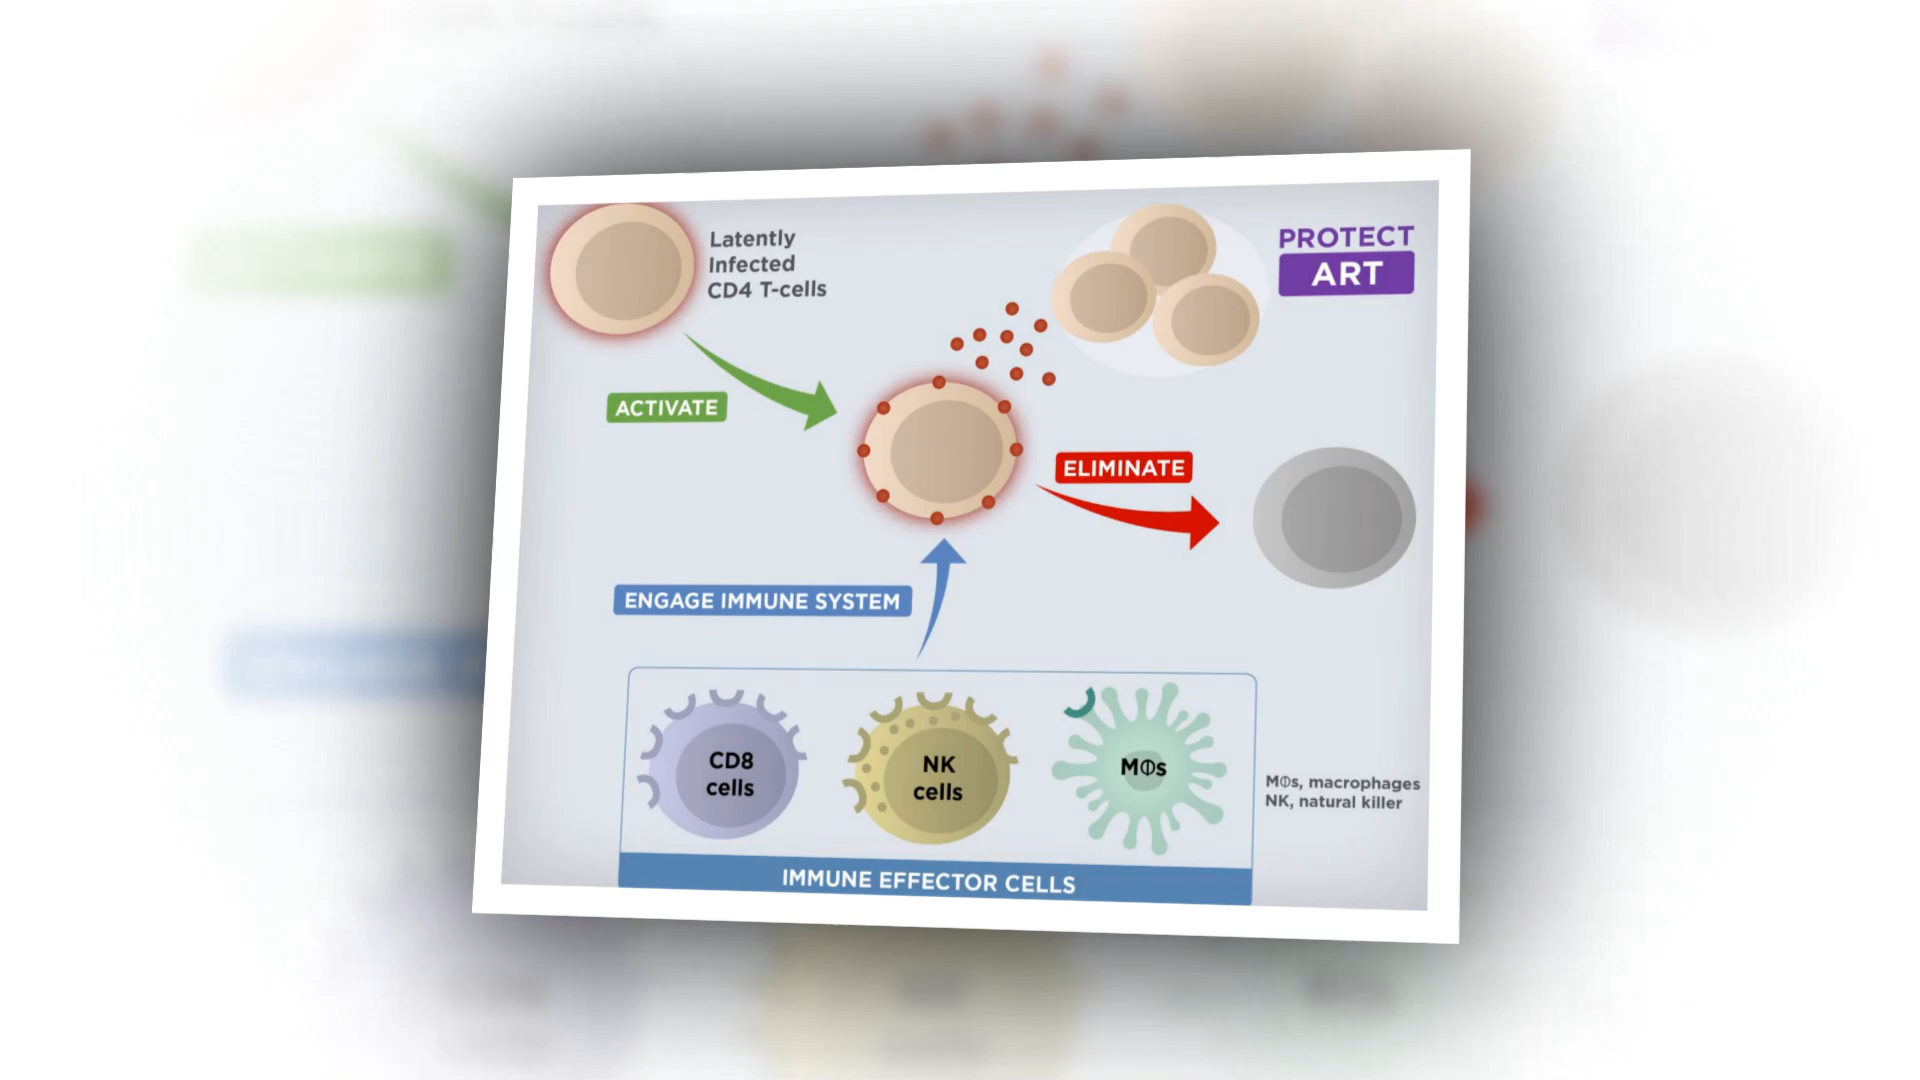 Latently
Infected
CD4 T-cells
PROTECT
ART
ACTIVATE
ELIMINATE
ENGAGE IMMUNE SYSTEM
CD8
cells
NK
cells
MΦs
MΦs, macrophages
NK, natural killer
IMMUNE EFFECTOR CELLS